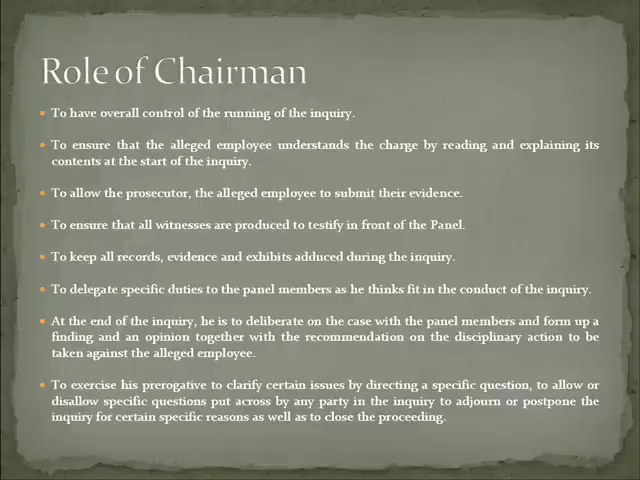 Role of Chairman
• To have overall control of the running of the inquiry.
• To ensure that the alleged employee understands the charge by reading and explaining its
contents at the start of the inquiry.
• To allow the prosecutor, the alleged employee to submit their evidence.
• To ensure that all witnesses are produced to testify in front of the Panel.
• To keep all records, evidence and exhibits adduced during the inquiry.
• To delegate specific duties to the panel members as he thinks fit in the conduct of the inquiry.
• At the end of the inquiry, he is to deliberate on the case with the panel members and form up a
finding and an opinion together with the recommendation on the disciplinary action to be
taken against the alleged employee.
• To exercise his prerogative to clarify certain issues by directing a specific question, to allow or
disallow specific questions put across by any party in the inquiry to adjourn or postpone the
inquiry for certain specific reasons as well as to close the proceeding.